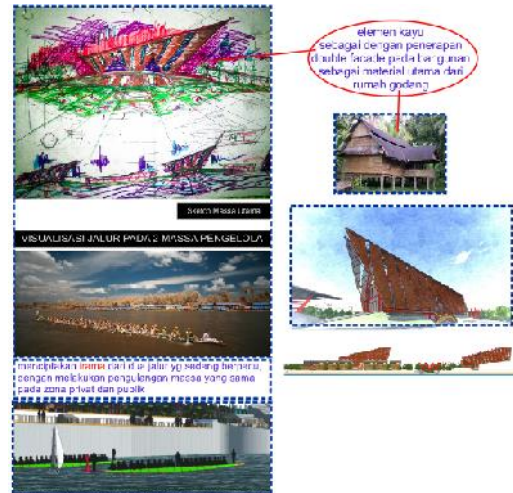 elemen kayu
sebagai dengan penerapan
double facade pada bangunan
sebagai material utama dari
rumah godang
Sketch Massa Utama
VISUALISASI JALUR PADA 2 MASSA PENGELOLA
menciptakan irama dari dua jalur yg sedang berpacu,
dengan melakukan pengulangan massa yang sama
pada zona privat dan publik